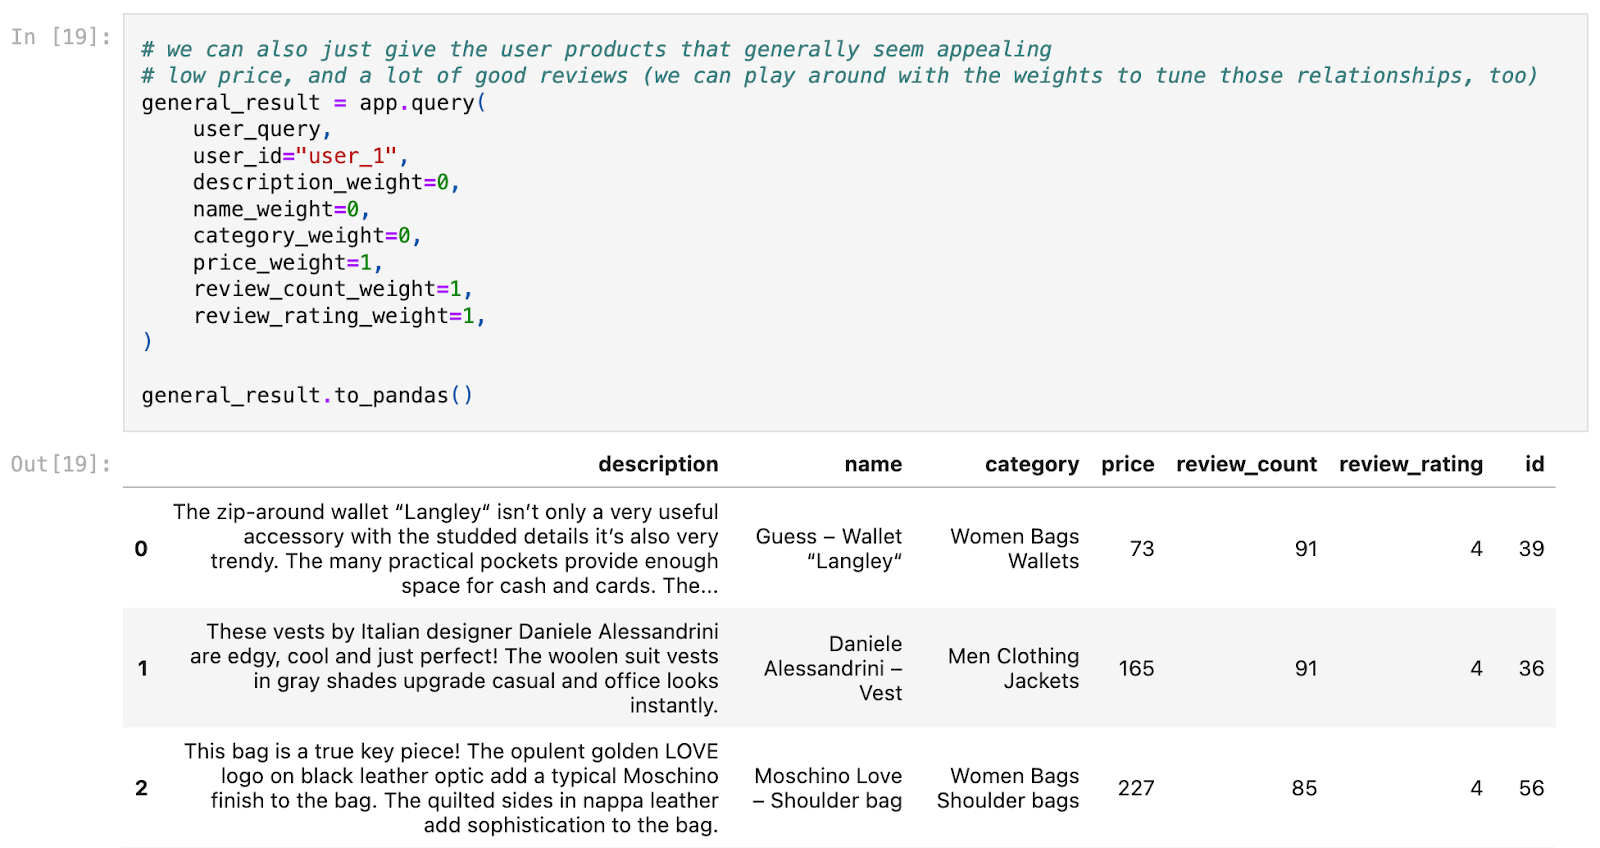 In [19]:
# we can also just give the user products that generally seem appealing
# low price, and a lot of good reviews (we can play around with the weights to tune those relationships, too)
general_result = app.query(
    user_query,
    user_id="user_1",
    description_weight=0,
    name_weight=0,
    category_weight=0,
    price_weight=1,
    review_count_weight=1,
    review_rating_weight=1,
)
general_result.to_pandas()
Out[19]:
description name category price review_count review_rating id
0
The zip-around wallet “Langley“ isn’t only a very useful
accessory with the studded details it’s also very
trendy. The many practical pockets provide enough
space for cash and cards. The...
Guess – Wallet
“Langley“
Women Bags
Wallets
73
91
4
39
1
These vests by Italian designer Daniele Alessandrini
are edgy, cool and just perfect! The woolen suit vests
in gray shades upgrade casual and office looks
instantly.
Daniele
Alessandrini –
Vest
Men Clothing
Jackets
165
91
4
36
2
This bag is a true key piece! The opulent golden LOVE
logo on black leather optic add a typical Moschino
finish to the bag. The quilted sides in nappa leather
add sophistication to the bag.
Moschino Love
– Shoulder bag
Women Bags
Shoulder bags
227
85
4
56